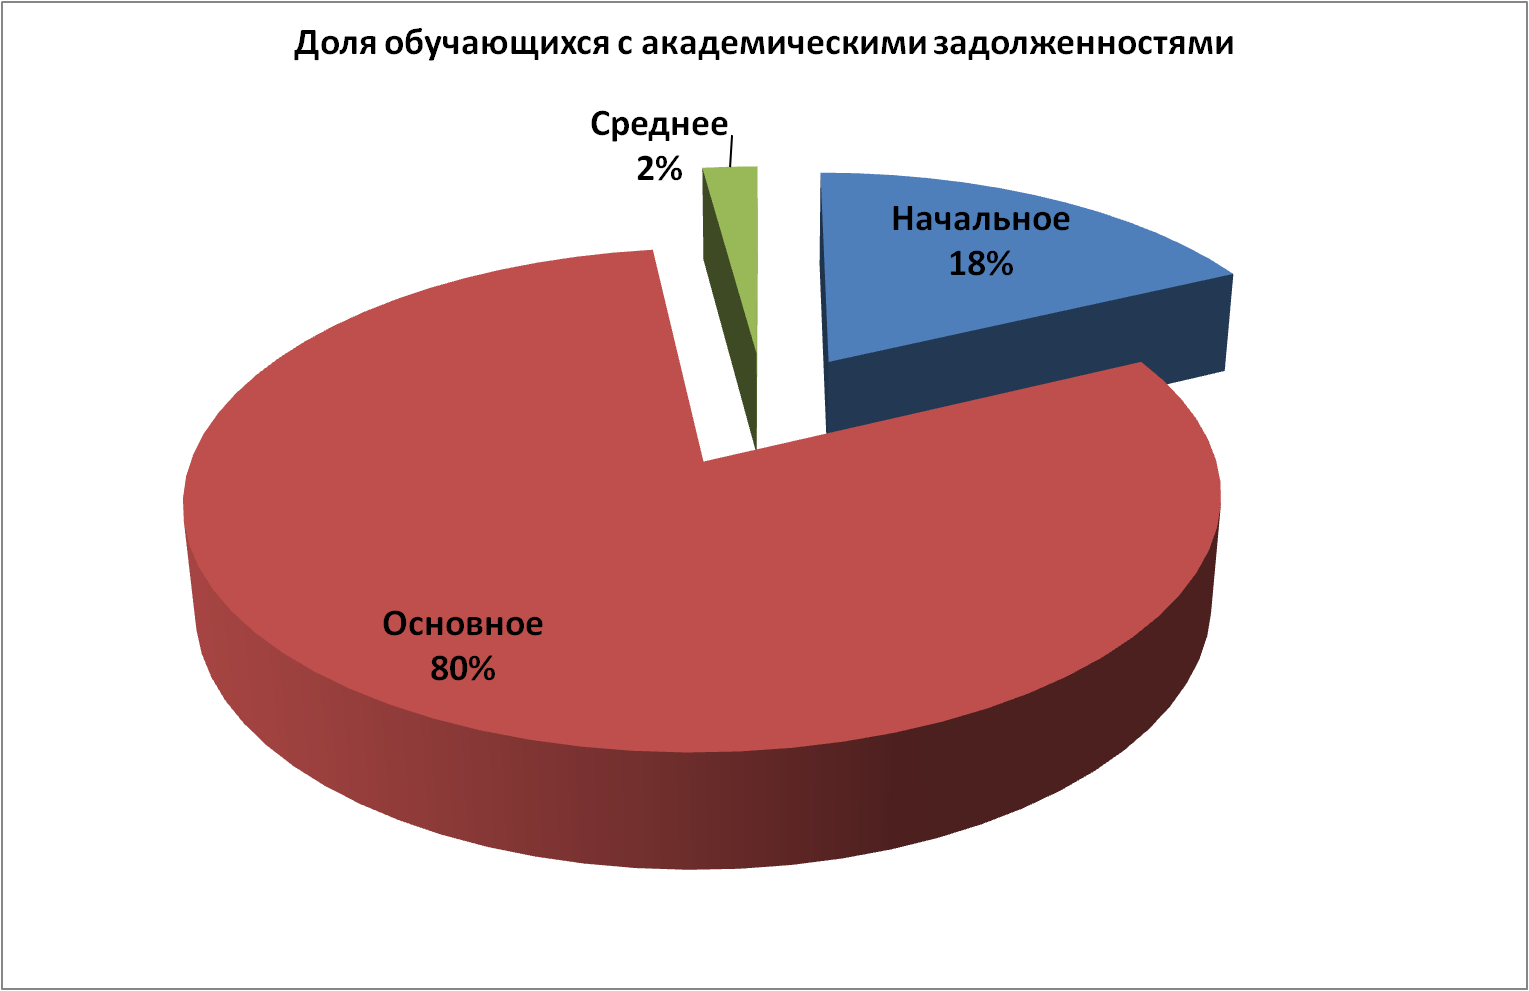 Доля обучающихся с академическими задолженностями
Среднее
2%
Начальное
18%
Основное
80%